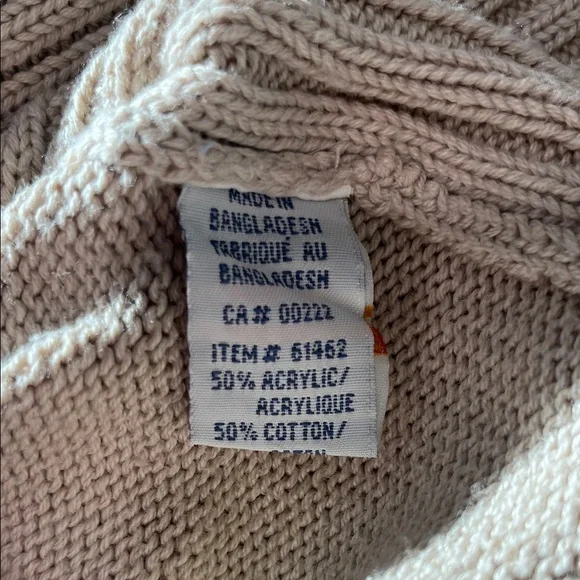 MADE IN
BANGLADESH
FABRIQUÉ AU
BANGLADESH
CA# 00222
ITEM# 61462
50% ACRYLIC/
ACRYLIQUE
50% COTTON/